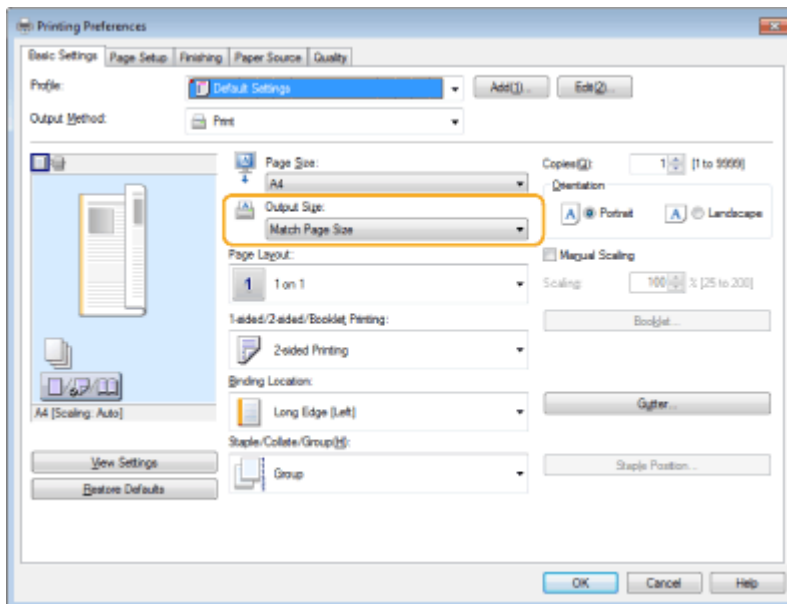 Printing Preferences
Basic Settings Page Setup Finishing Paper Source Quality
Profile: Default Settings Add(1)... Edit(2)...
Output Method: Print
Page Size: Copies(Q): 1 [1 to 9999]
A4 Orientation
Output Size: A Portrait A Landscape
Match Page Size
Page Layout: Manual Scaling
1 1 on 1 Scaling: 100 % [25 to 200]
1-sided/2-sided/Booklet Printing: Booklet...
2-sided Printing
Binding Location:
A4 [Scaling: Auto] Long Edge (Left) Gutter...
Staple/Collate/Group(H):
View Settings Group Staple Position...
Restore Defaults
OK Cancel Help